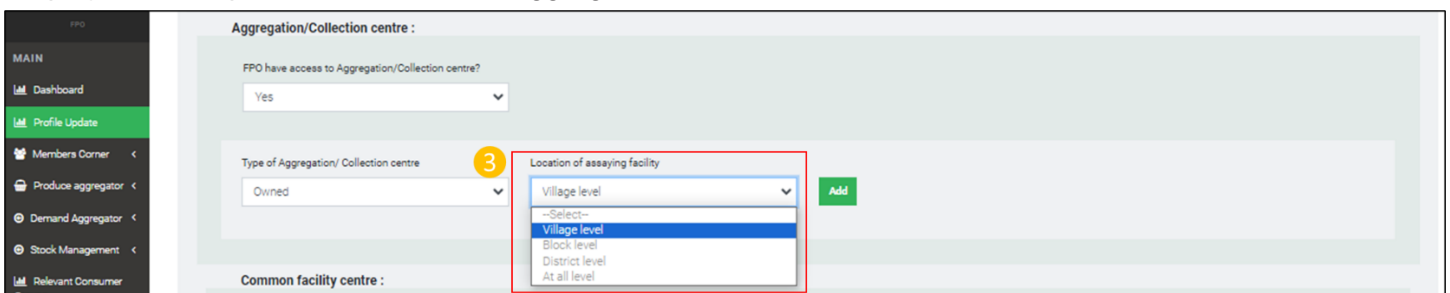 FPO
MAIN
Dashboard
Profile Update
Members Corner
Produce aggregator
Demand Aggregator
Stock Management
Relevant Consumer
Aggregation/Collection centre :
FPO have access to Aggregation/Collection centre?
Yes
Type of Aggregation/ Collection centre
Owned
3
Location of assaying facility
Village level
Add
--Select--
Village level
Block level
District level
At all level
Common facility centre :